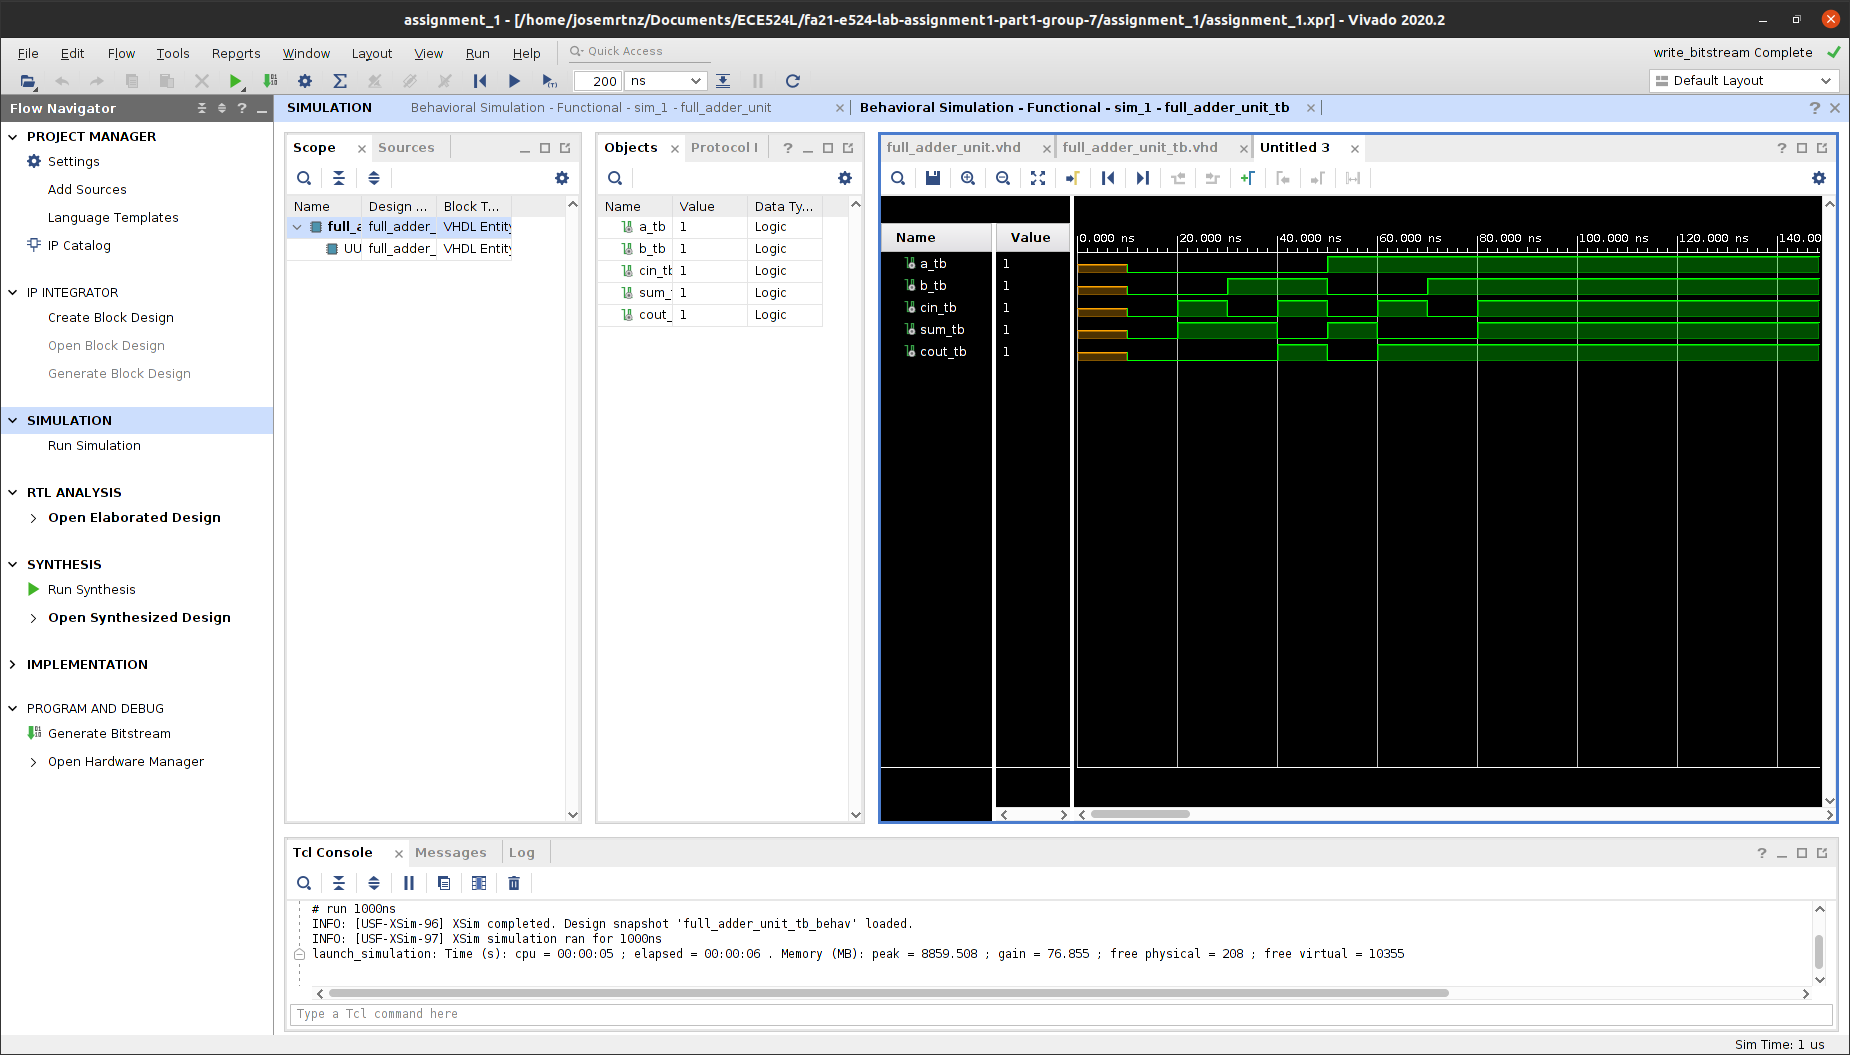 assignment_1 - [/home/josemrtnz/Documents/ECE524L/fa21-e524-lab-assignment1-part1-group-7/assignment_1/assignment_1.xpr] - Vivado 2020.2
File Edit Flow Tools Reports Window Layout View Run Help Quick Access
write_bitstream Complete
200 ns
Default Layout
Flow Navigator
SIMULATION Behavioral Simulation - Functional - sim_1 - full_adder_unit Behavioral Simulation - Functional - sim_1 - full_adder_unit_tb
PROJECT MANAGER
Settings
Add Sources
Language Templates
IP Catalog
IP INTEGRATOR
Create Block Design
Open Block Design
Generate Block Design
SIMULATION
Run Simulation
RTL ANALYSIS
Open Elaborated Design
SYNTHESIS
Run Synthesis
Open Synthesized Design
IMPLEMENTATION
PROGRAM AND DEBUG
Generate Bitstream
Open Hardware Manager
Scope Sources
Name Design ... Block T...
full_a full_adder_ VHDL Entity
UU full_adder_ VHDL Entity
Objects Protocol I
Name Value Data Ty...
a_tb 1 Logic
b_tb 1 Logic
cin_tb 1 Logic
sum_ 1 Logic
cout_ 1 Logic
full_adder_unit.vhd full_adder_unit_tb.vhd Untitled 3
Name Value
0.000 ns 20.000 ns 40.000 ns 60.000 ns 80.000 ns 100.000 ns 120.000 ns 140.00
a_tb 1
b_tb 1
cin_tb 1
sum_tb 1
cout_tb 1
Tcl Console Messages Log
# run 1000ns
INFO: [USF-XSim-96] XSim completed. Design snapshot 'full_adder_unit_tb_behav' loaded.
INFO: [USF-XSim-97] XSim simulation ran for 1000ns
launch_simulation: Time (s): cpu = 00:00:05 ; elapsed = 00:00:06 . Memory (MB): peak = 8859.508 ; gain = 76.855 ; free physical = 208 ; free virtual = 10355
Type a Tcl command here
Sim Time: 1 us